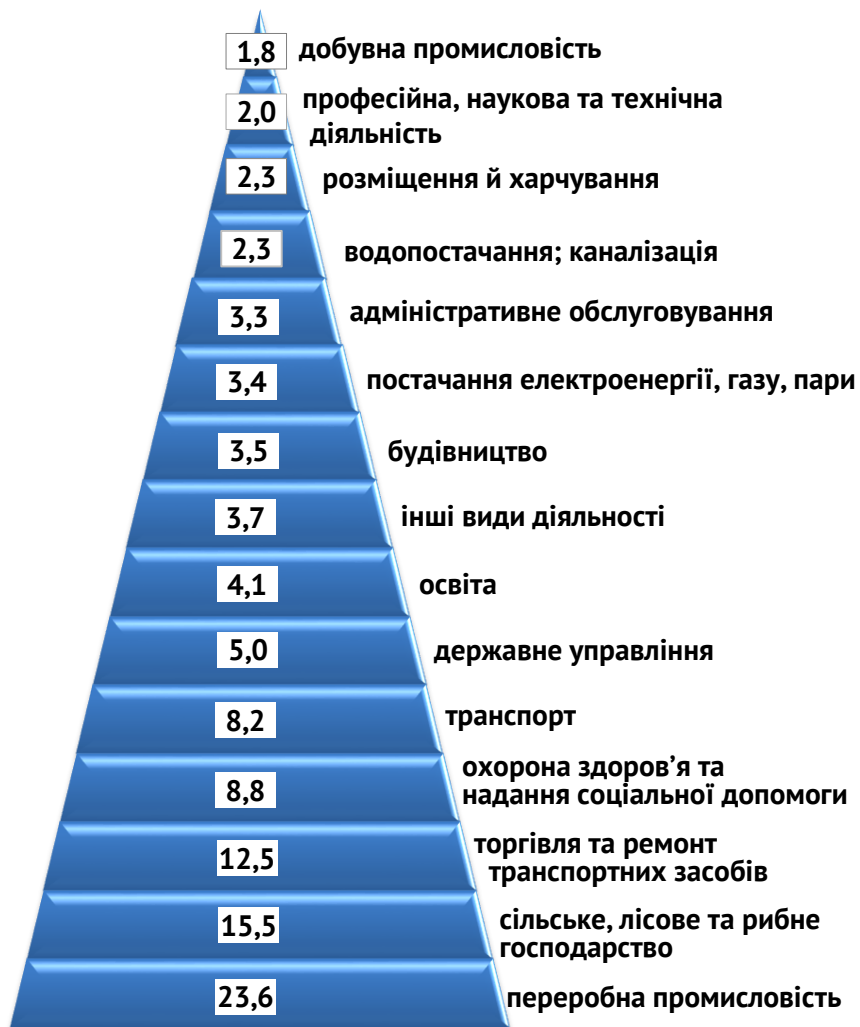 1,8 добувна промисловість
2,0 професійна, наукова та технічна
діяльність
2,3 розміщення й харчування
2,3 водопостачання; каналізація
3,3 адміністративне обслуговування
3,4 постачання електроенергії, газу, пари
3,5 будівництво
3,7 інші види діяльності
4,1 освіта
5,0 державне управління
8,2 транспорт
8,8 охорона здоров’я та
надання соціальної допомоги
12,5 торгівля та ремонт
транспортних засобів
15,5 сільське, лісове та рибне
господарство
23,6 переробна промисловість